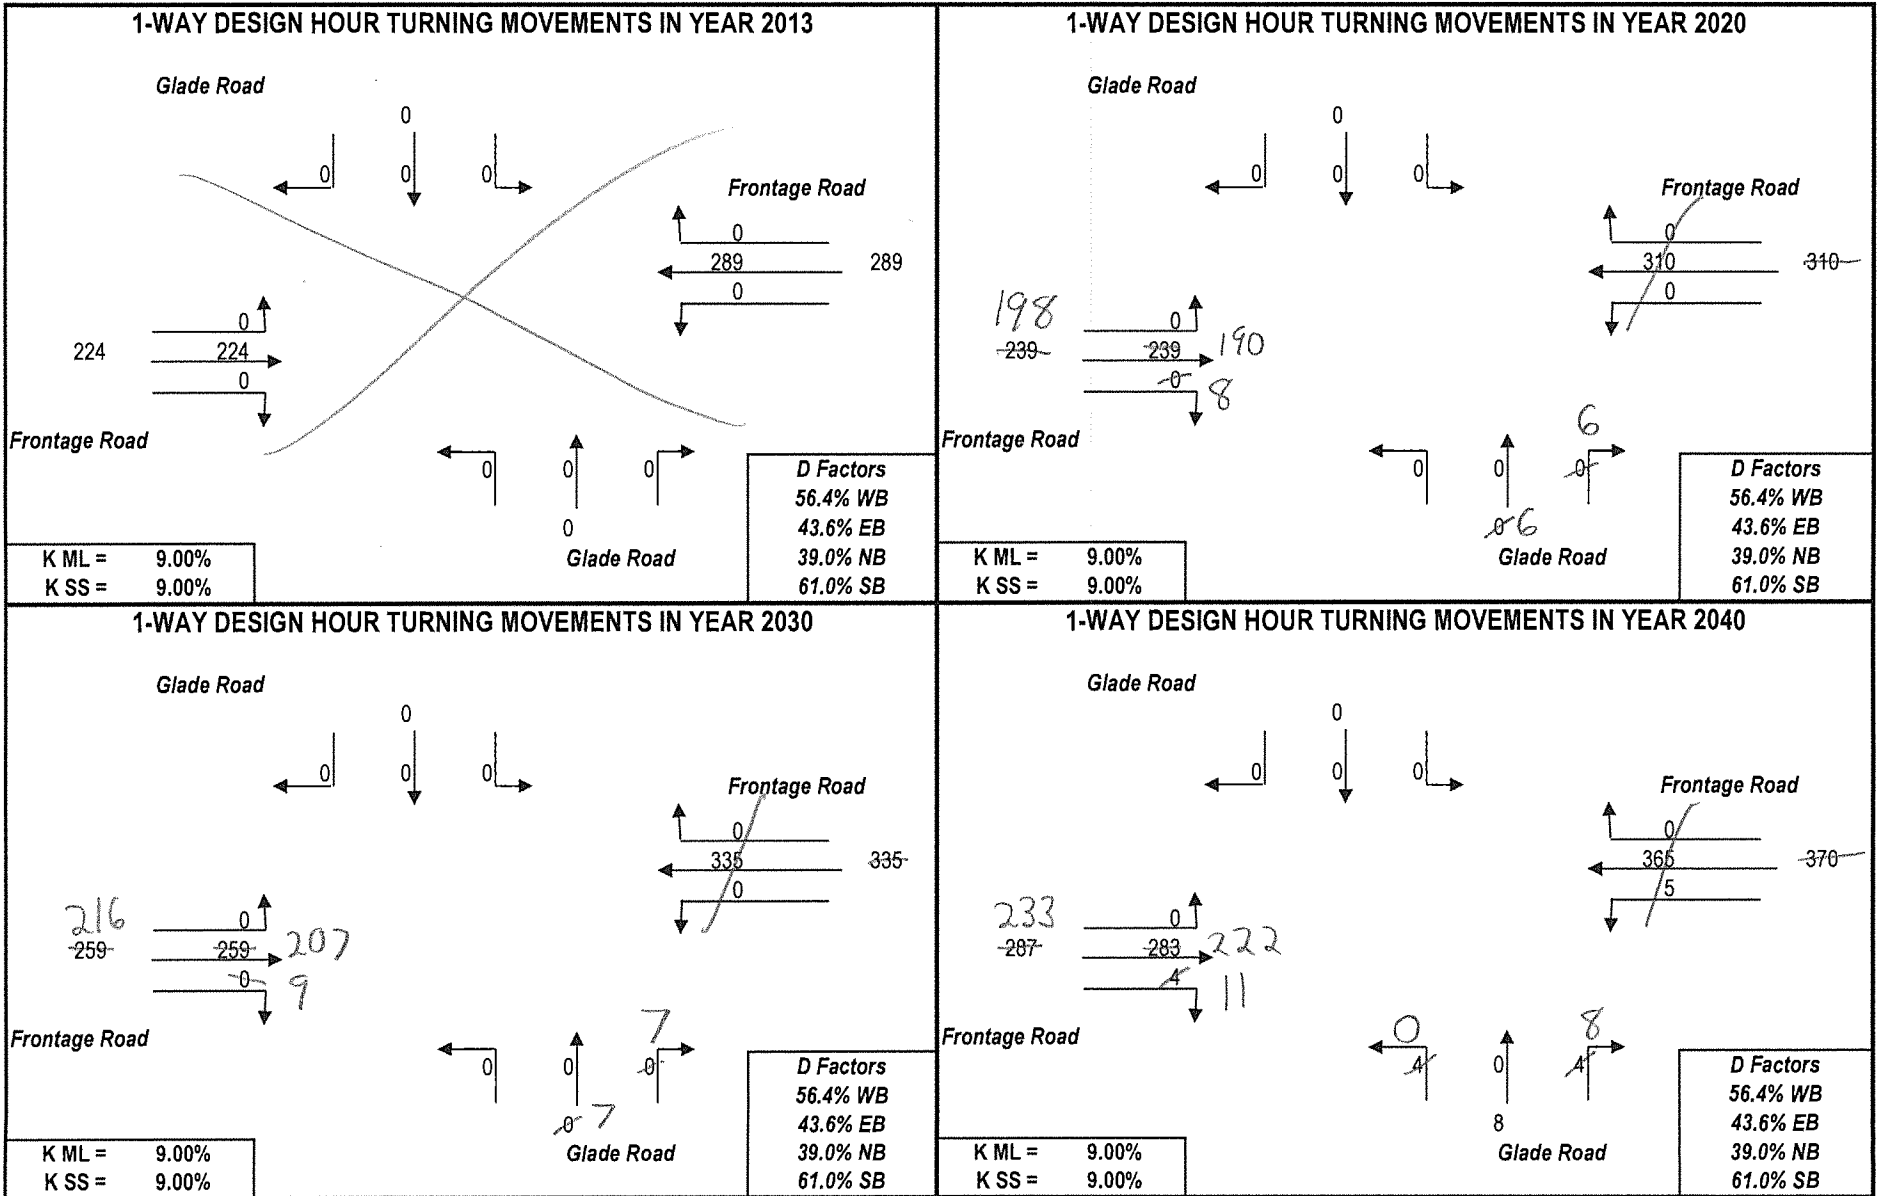 1-WAY DESIGN HOUR TURNING MOVEMENTS IN YEAR 2013
Glade Road
0
0 0 0
Frontage Road
0
289 289
0
0
224 224
0
Frontage Road
0 0 0
0
Glade Road
D Factors
56.4% WB
43.6% EB
39.0% NB
61.0% SB
K ML = 9.00%
K SS = 9.00%
1-WAY DESIGN HOUR TURNING MOVEMENTS IN YEAR 2020
Glade Road
0
0 0 0
Frontage Road
0
310 310
0
198
0
239 239 190
0 8
Frontage Road
6
0 0 0
0 6
Glade Road
D Factors
56.4% WB
43.6% EB
39.0% NB
61.0% SB
K ML = 9.00%
K SS = 9.00%
1-WAY DESIGN HOUR TURNING MOVEMENTS IN YEAR 2030
Glade Road
0
0 0 0
Frontage Road
0
335 335
0
216
0
259 259 207
0 9
Frontage Road
7
0 0 0
0 7
Glade Road
D Factors
56.4% WB
43.6% EB
39.0% NB
61.0% SB
K ML = 9.00%
K SS = 9.00%
1-WAY DESIGN HOUR TURNING MOVEMENTS IN YEAR 2040
Glade Road
0
0 0 0
Frontage Road
0
365 370
5
233
0
287 283 222
4 11
Frontage Road
0 8
4 0 4
8
Glade Road
D Factors
56.4% WB
43.6% EB
39.0% NB
61.0% SB
K ML = 9.00%
K SS = 9.00%